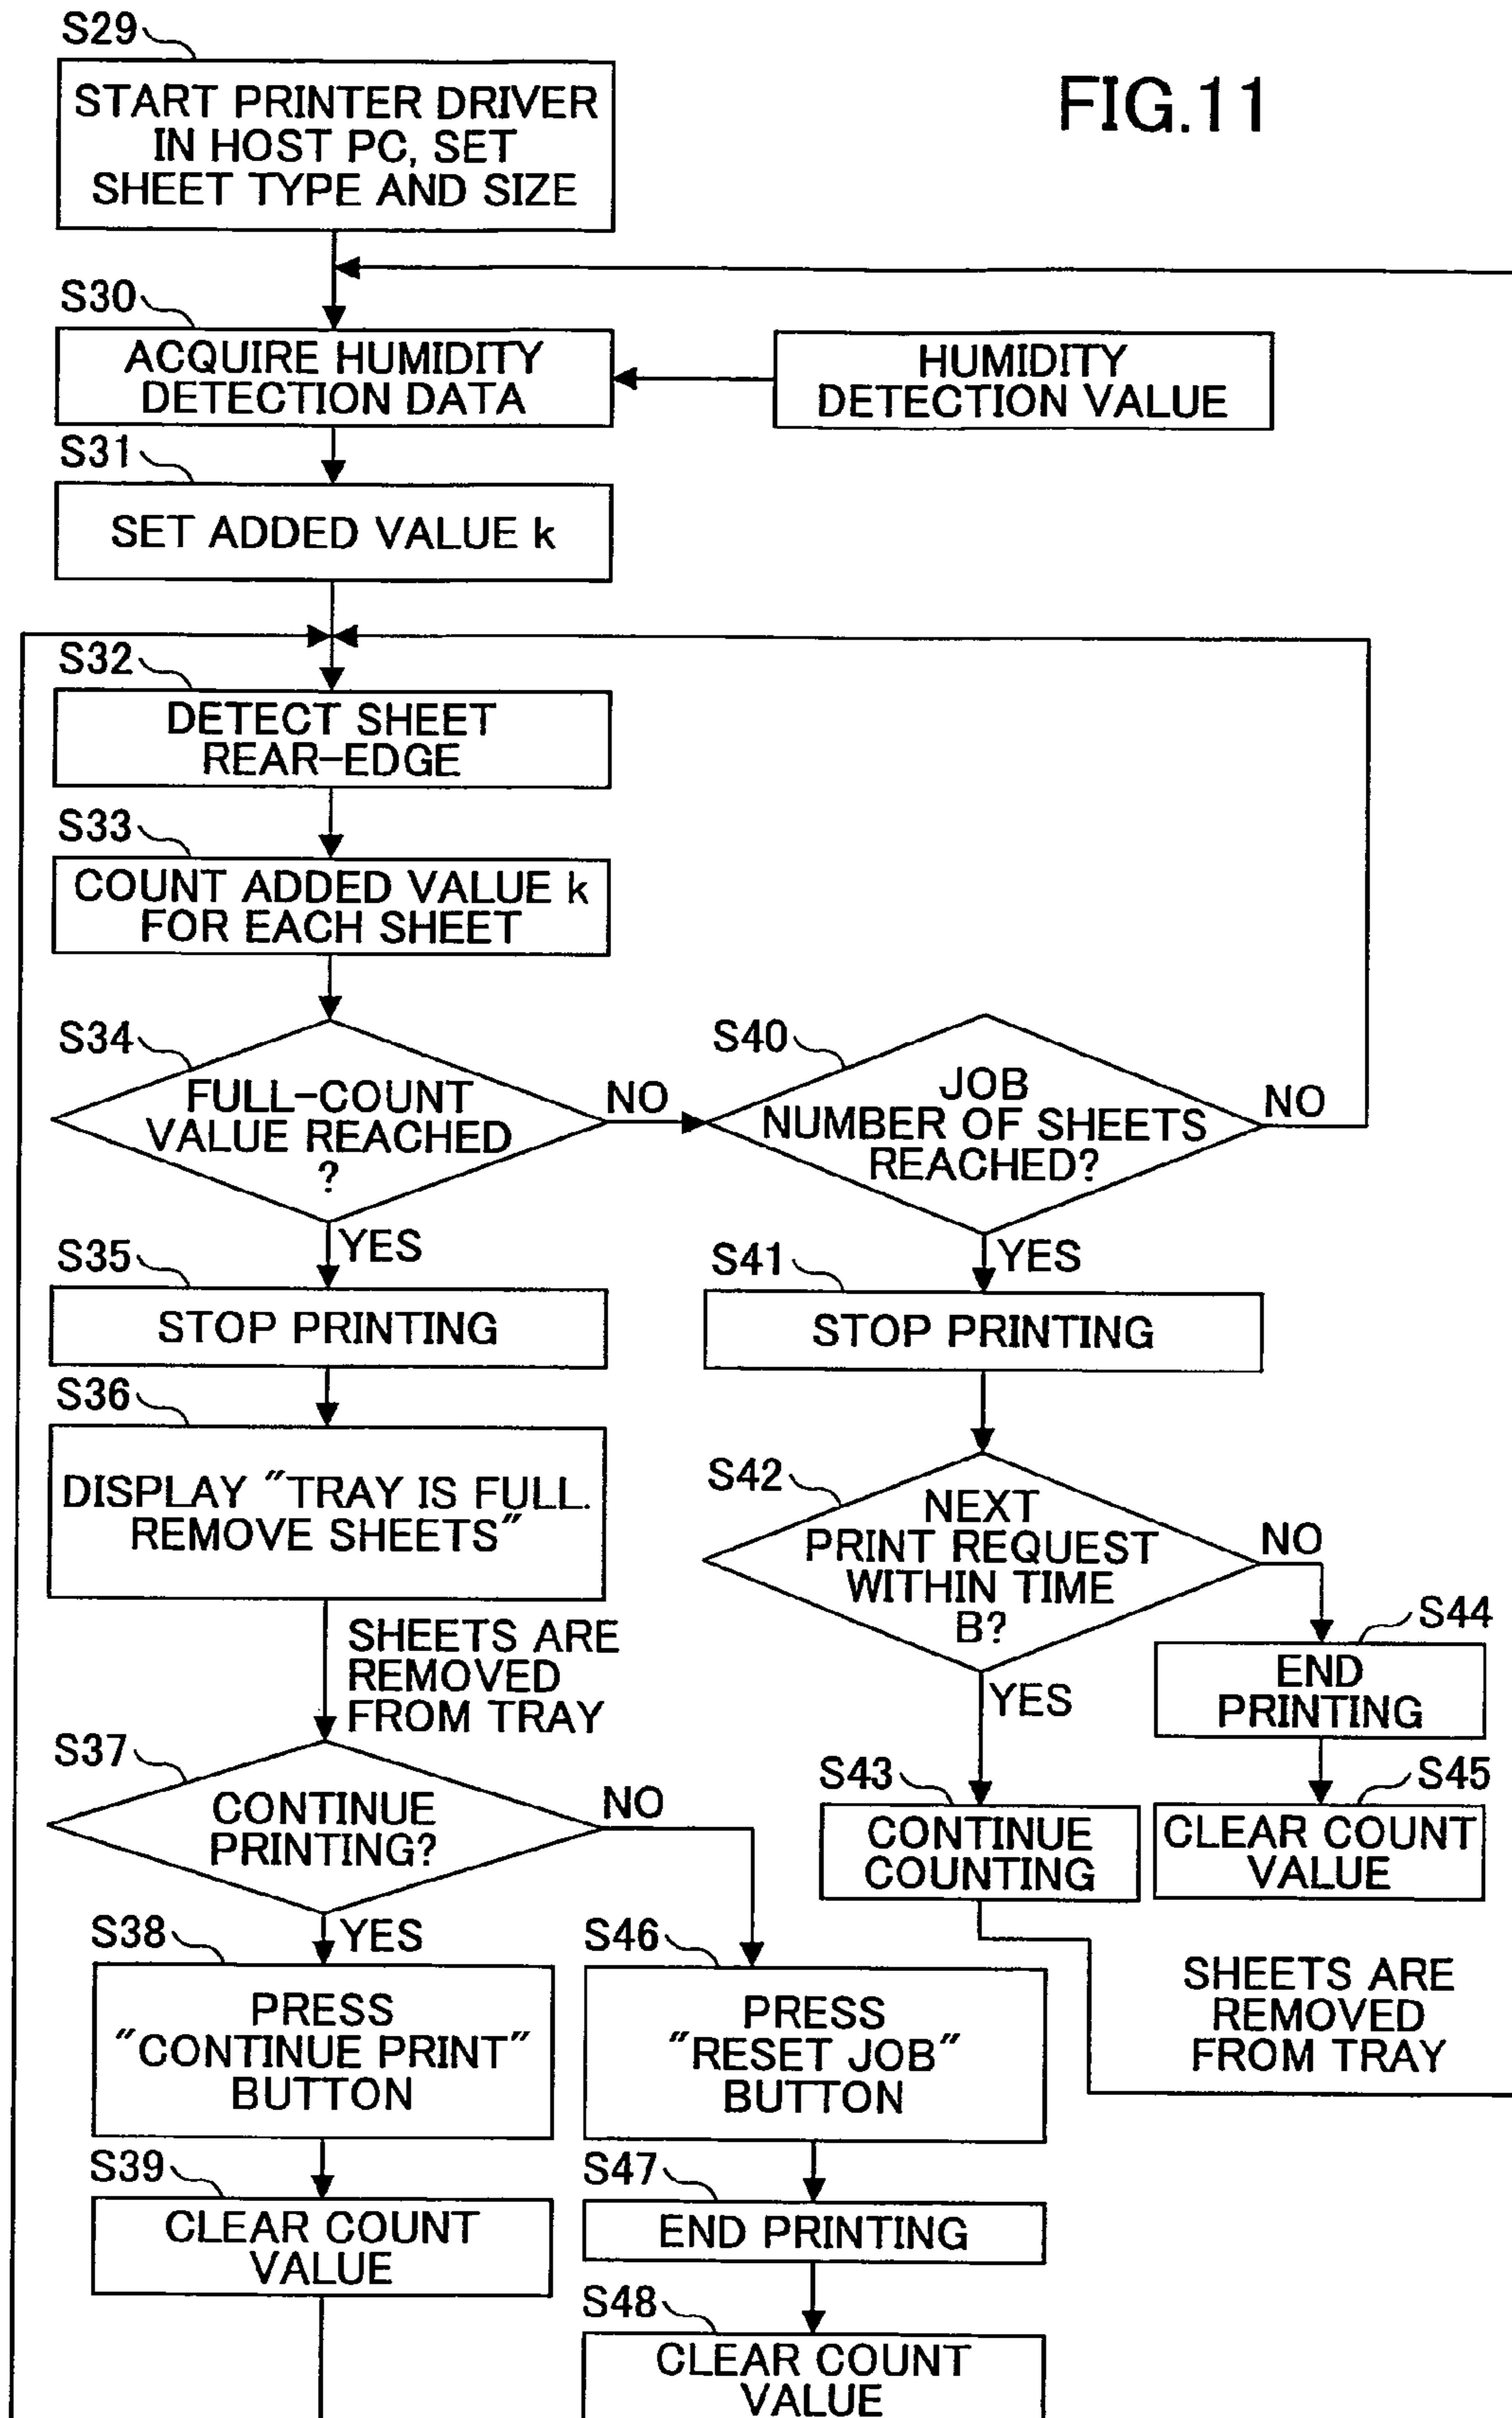 FIG.11
S29
START PRINTER DRIVER
IN HOST PC, SET
SHEET TYPE AND SIZE
S30
ACQUIRE HUMIDITY
DETECTION DATA
HUMIDITY
DETECTION VALUE
S31
SET ADDED VALUE k
S32
DETECT SHEET
REAR-EDGE
S33
COUNT ADDED VALUE k
FOR EACH SHEET
S34
FULL-COUNT
VALUE REACHED
?
NO
YES
S40
JOB
NUMBER OF SHEETS
REACHED?
NO
YES
S35
STOP PRINTING
S41
STOP PRINTING
S36
DISPLAY "TRAY IS FULL.
REMOVE SHEETS"
SHEETS ARE
REMOVED
FROM TRAY
S42
NEXT
PRINT REQUEST
WITHIN TIME
B?
NO
YES
S44
END
PRINTING
S37
CONTINUE
PRINTING?
NO
YES
S43
CONTINUE
COUNTING
S45
CLEAR COUNT
VALUE
SHEETS ARE
REMOVED
FROM TRAY
S38
PRESS
"CONTINUE PRINT"
BUTTON
S46
PRESS
"RESET JOB"
BUTTON
S39
CLEAR COUNT
VALUE
S47
END PRINTING
S48
CLEAR COUNT
VALUE